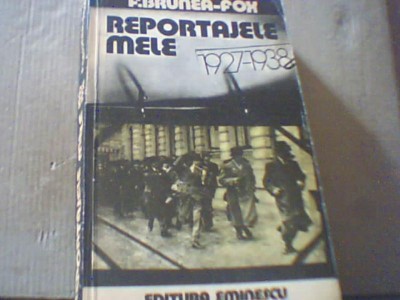 F. BRUNEA-FOX
REPORTAJELE
MELE
1927-1938
EDITURA EMINESCU